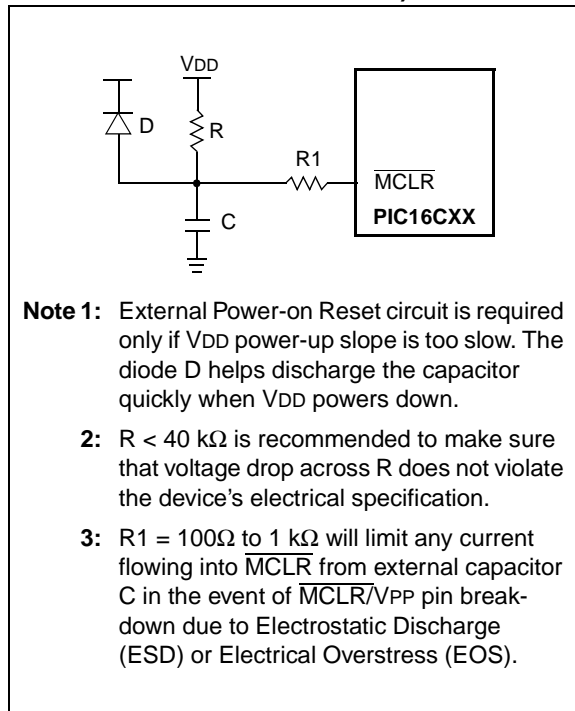 VDD
D
R
R1
C
MCLR
PIC16CXX
Note 1: External Power-on Reset circuit is required
only if VDD power-up slope is too slow. The
diode D helps discharge the capacitor
quickly when VDD powers down.
2: R < 40 kΩ is recommended to make sure
that voltage drop across R does not violate
the device's electrical specification.
3: R1 = 100Ω to 1 kΩ will limit any current
flowing into MCLR from external capacitor
C in the event of MCLR/VPP pin break-
down due to Electrostatic Discharge
(ESD) or Electrical Overstress (EOS).